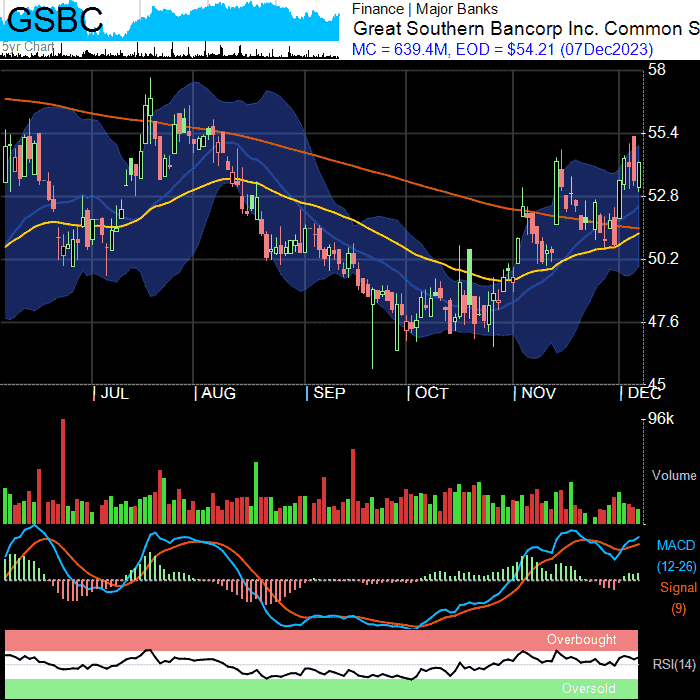 GSBC
5yr Chart
Finance | Major Banks
Great Southern Bancorp Inc. Common S
MC = 639.4M, EOD = $54.21 (07Dec2023)
58
55.4
52.8
50.2
47.6
45
JUL
AUG
SEP
OCT
NOV
DEC
96k
Volume
MACD
(12-26)
Signal
(9)
Overbought
RSI(14)
Oversold